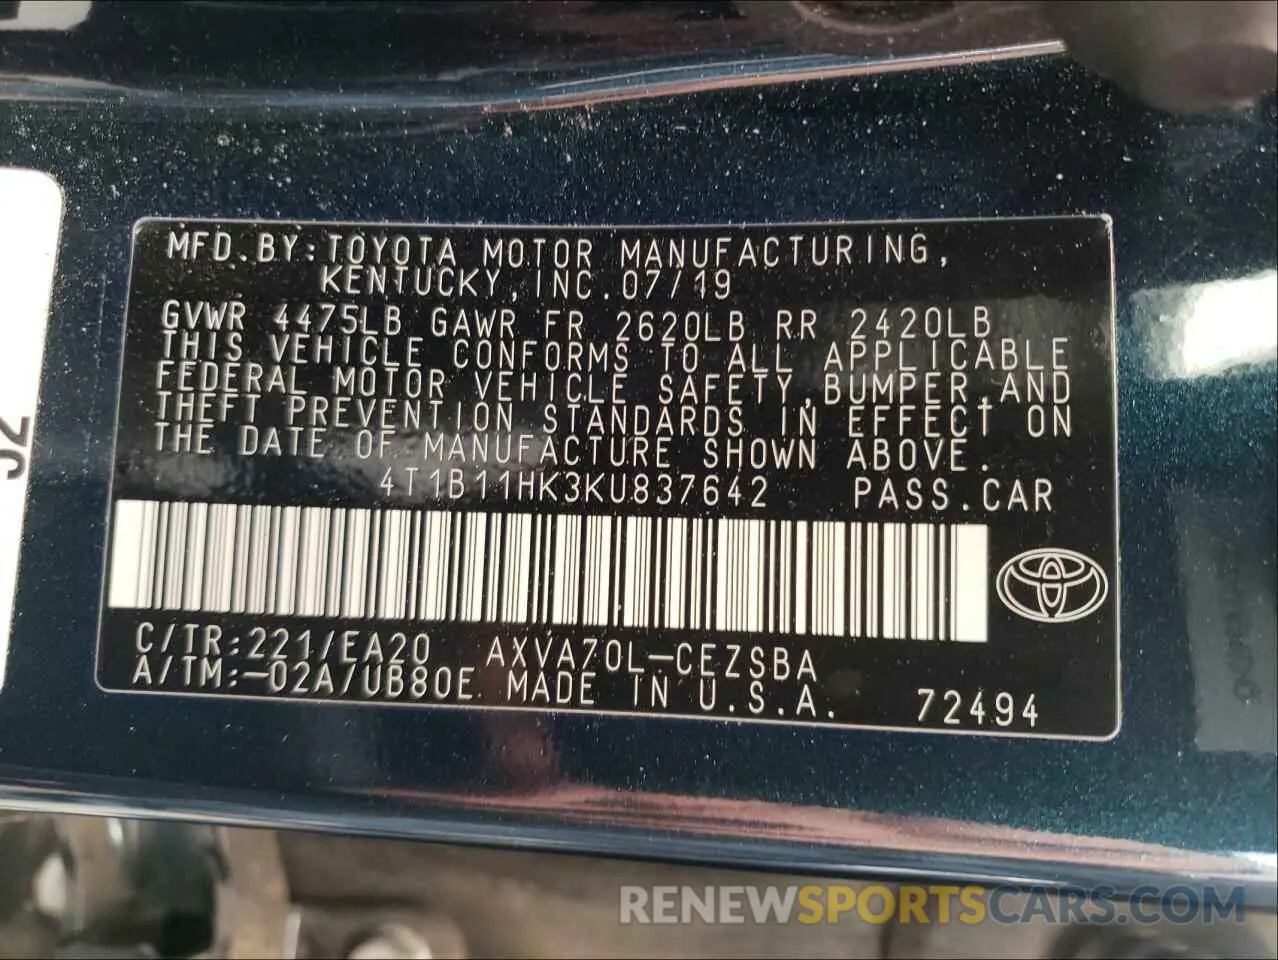 MFD.BY:TOYOTA MOTOR MANUFACTURING,
KENTUCKY,INC.07/19
GVWR 4475LB GAWR FR 2620LB RR 2420LB
THIS VEHICLE CONFORMS TO ALL APPLICABLE
FEDERAL MOTOR VEHICLE SAFETY,BUMPER,AND
THEFT PREVENTION STANDARDS IN EFFECT ON
THE DATE OF MANUFACTURE SHOWN ABOVE.
4T1B11HK3KU837642 PASS.CAR
C/TR:221/EA20 AXVA70L-CEZSBA
A/TM:-02A/UB80E MADE IN U.S.A. 72494
RENEWSPORTSCARS.COM